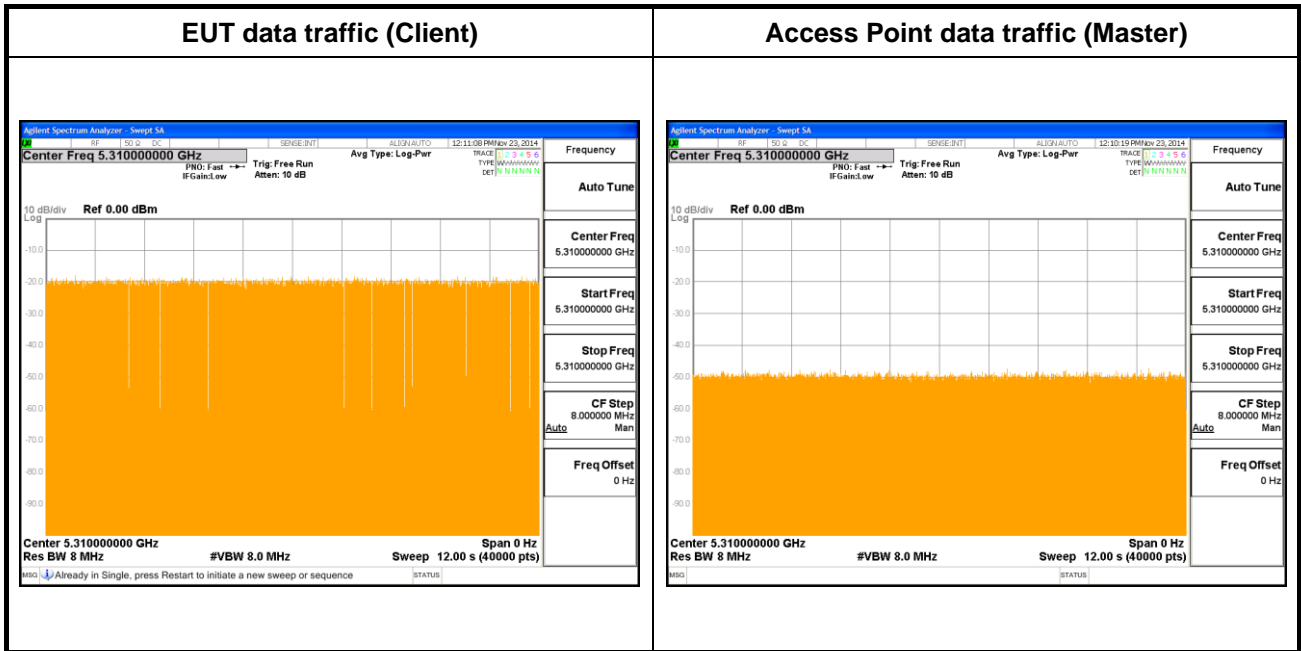 EUT data traffic (Client)
Access Point data traffic (Master)
Agilent Spectrum Analyzer - Swept SA
RF 50 Ω DC SENSE:INT ALIGNAUTO 12:11:08 PM Nov 23, 2014
Center Freq 5.310000000 GHz
Avg Type: Log-Pwr
TRACE 1 2 3 4 5 6
PNO: Fast
Trig: Free Run
TYPE
IFGain:Low
Atten: 10 dB
DET N N N N N N
10 dB/div Ref 0.00 dBm
Log
-10.0
-20.0
-30.0
-40.0
-50.0
-60.0
-70.0
-80.0
-90.0
Center 5.310000000 GHz Span 0 Hz
Res BW 8 MHz #VBW 8.0 MHz Sweep 12.00 s (40000 pts)
MSG Already in Single, press Restart to initiate a new sweep or sequence STATUS
Frequency
Auto Tune
Center Freq
5.310000000 GHz
Start Freq
5.310000000 GHz
Stop Freq
5.310000000 GHz
CF Step
8.000000 MHz
Auto Man
Freq Offset
0 Hz
Agilent Spectrum Analyzer - Swept SA
RF 50 Ω DC SENSE:INT ALIGNAUTO 12:10:19 PM Nov 23, 2014
Center Freq 5.310000000 GHz
Avg Type: Log-Pwr
TRACE 1 2 3 4 5 6
PNO: Fast
Trig: Free Run
TYPE
IFGain:Low
Atten: 10 dB
DET N N N N N N
10 dB/div Ref 0.00 dBm
Log
-10.0
-20.0
-30.0
-40.0
-50.0
-60.0
-70.0
-80.0
-90.0
Center 5.310000000 GHz Span 0 Hz
Res BW 8 MHz #VBW 8.0 MHz Sweep 12.00 s (40000 pts)
MSG STATUS
Frequency
Auto Tune
Center Freq
5.310000000 GHz
Start Freq
5.310000000 GHz
Stop Freq
5.310000000 GHz
CF Step
8.000000 MHz
Auto Man
Freq Offset
0 Hz